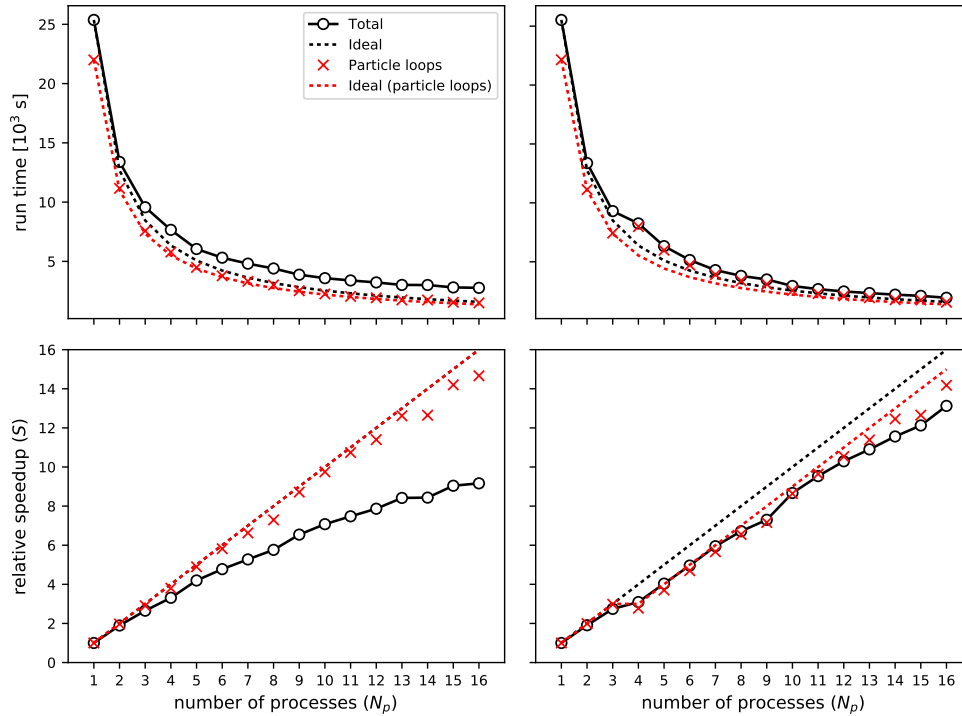 25
20
15
10
5
run time [10³ s]
Total
Ideal
Particle loops
Ideal (particle loops)
16
14
12
10
8
6
4
2
0
relative speedup (S)
1 2 3 4 5 6 7 8 9 10 11 12 13 14 15 16
number of processes (Nₚ)
1 2 3 4 5 6 7 8 9 10 11 12 13 14 15 16
number of processes (Nₚ)